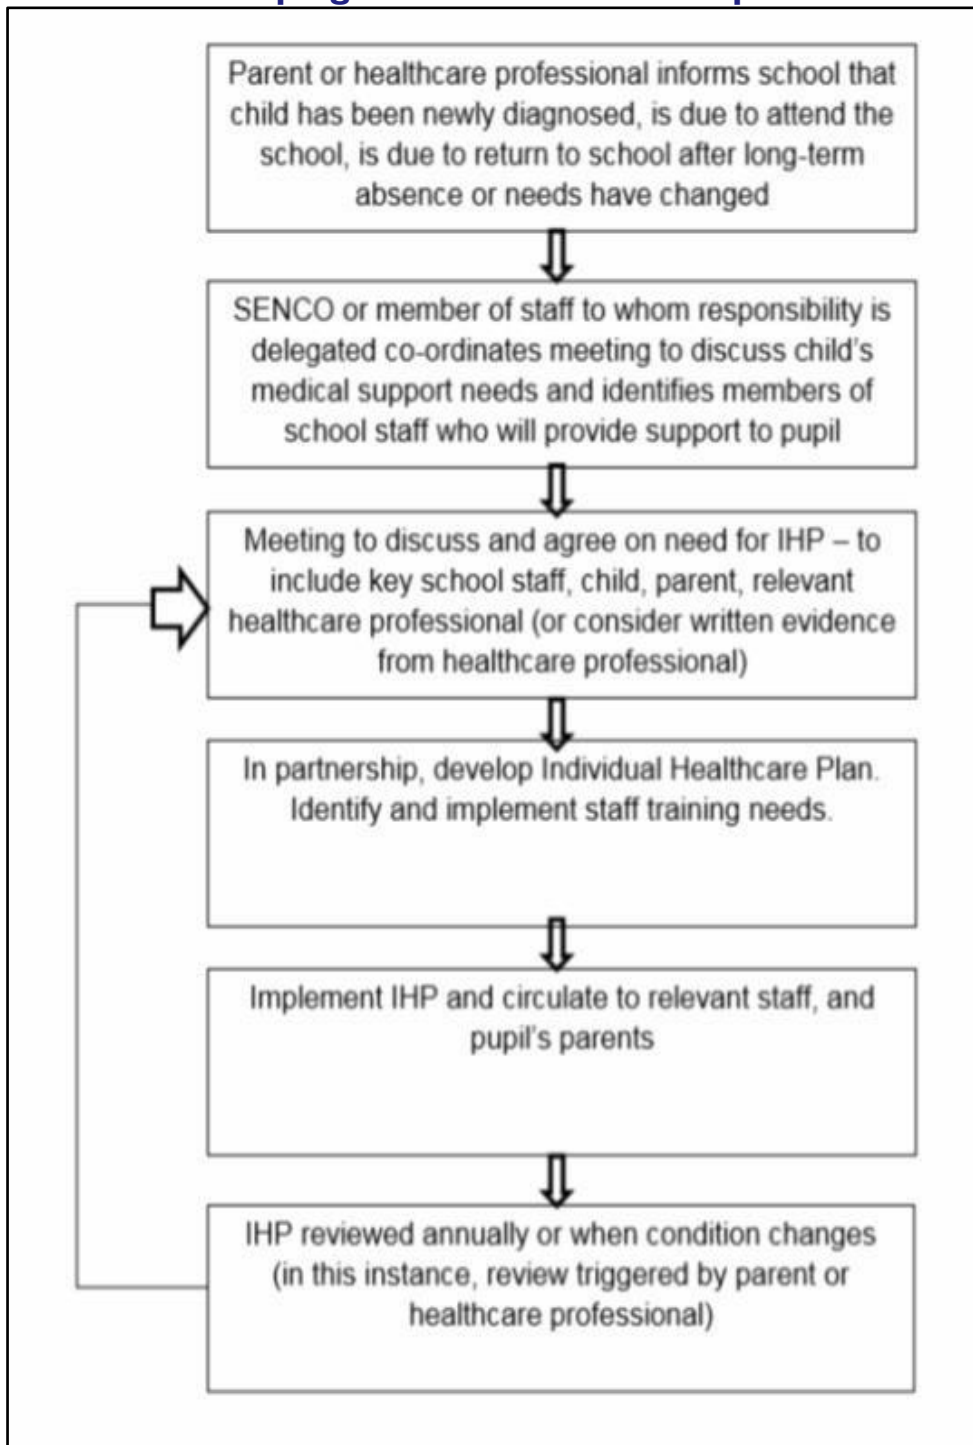 Parent or healthcare professional informs school that
child has been newly diagnosed, is due to attend the
school, is due to return to school after long-term
absence or needs have changed
SENCO or member of staff to whom responsibility is
delegated co-ordinates meeting to discuss child's
medical support needs and identifies members of
school staff who will provide support to pupil
Meeting to discuss and agree on need for IHP – to
include key school staff, child, parent, relevant
healthcare professional (or consider written evidence
from healthcare professional)
In partnership, develop Individual Healthcare Plan.
Identify and implement staff training needs.
Implement IHP and circulate to relevant staff, and
pupil's parents
IHP reviewed annually or when condition changes
(in this instance, review triggered by parent or
healthcare professional)